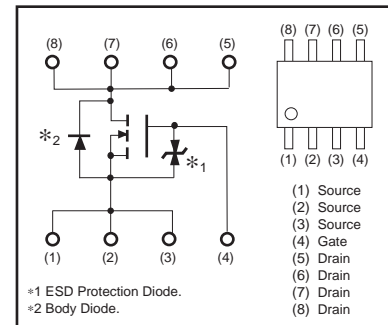 (8) (7) (6) (5)
(8) (7) (6) (5)
∗2
∗1
(1) (2) (3) (4)
(1) (2) (3) (4)
(1) Source
(2) Source
(3) Source
(4) Gate
(5) Drain
(6) Drain
(7) Drain
(8) Drain
∗1 ESD Protection Diode.
∗2 Body Diode.